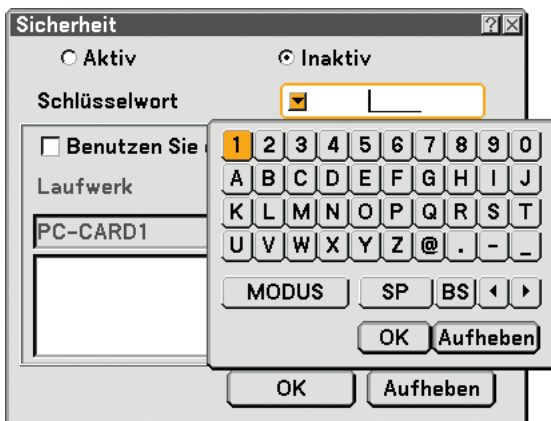 Sicherheit
Aktiv Inaktiv
Schlüsselwort
Benutzen Sie
Laufwerk
PC-CARD1
1 2 3 4 5 6 7 8 9 0
A B C D E F G H I J
K L M N O P Q R S T
U V W X Y Z @ . - _
MODUS SP BS
OK Aufheben
OK Aufheben